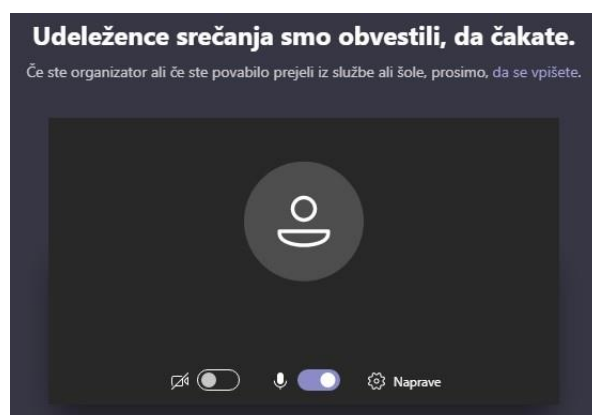 Udeležence srečanja smo obvestili, da čakate.
Če ste organizator ali če ste povabilo prejeli iz službe ali šole, prosimo, da se vpišete.
Naprave